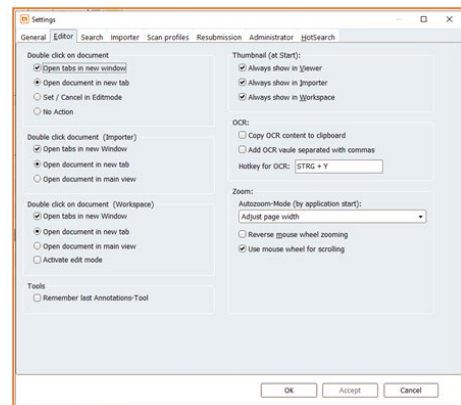 Settings
General Editor Search Importer Scan profiles Resubmission Administrator HotSearch
Double click on document
Open tabs in new window
Open document in new tab
Set / Cancel in Editmode
No Action
Double click document (Importer)
Open tabs in new Window
Open document in new tab
Open document in main view
Double click on document (Workspace)
Open tabs in new Window
Open document in new tab
Open document in main view
Activate edit mode
Tools
Remember last Annotations-Tool
Thumbnail (at Start):
Always show in Viewer
Always show in Importer
Always show in Workspace
OCR:
Copy OCR content to clipboard
Add OCR vaule separated with commas
Hotkey for OCR: STRG + Y
Zoom:
Autozoom-Mode (by application start):
Adjust page width
Reverse mouse wheel zooming
Use mouse wheel for scrolling
OK Accept Cancel